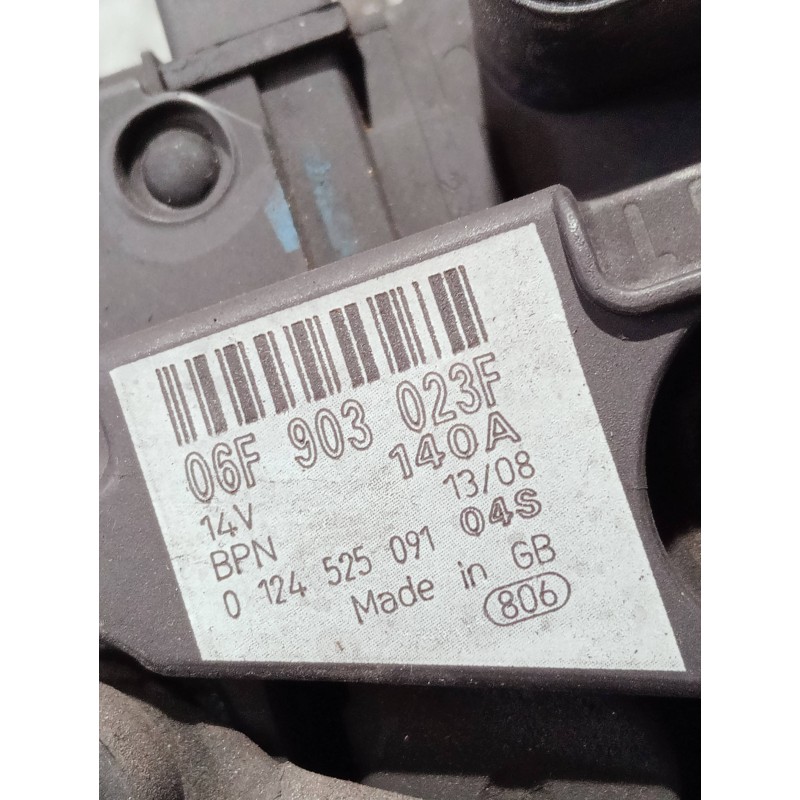 06F 903 023F
14V 140A
BPN 13/08
0 124 525 091 04S
Made in GB
806